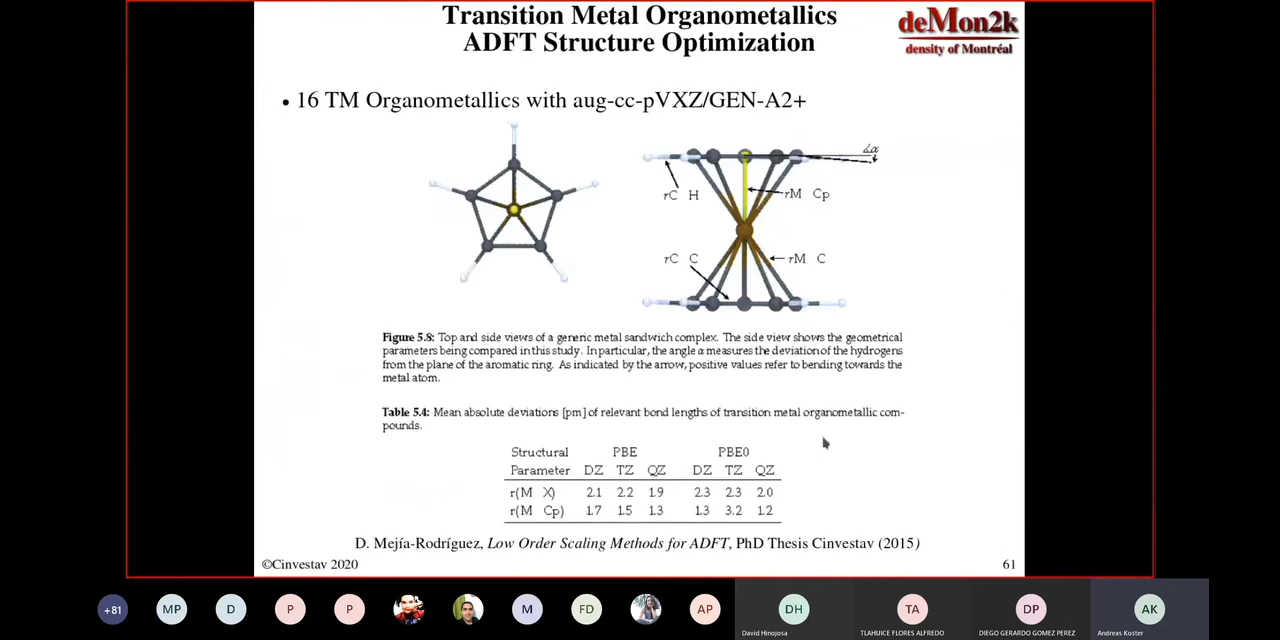 Transition Metal Organometallics
ADFT Structure Optimization
deMon2k
density of Montréal
• 16 TM Organometallics with aug-cc-pVXZ/GEN-A2+
∠α
rC H
rM Cp
rC C
rM C
Figure 5.8: Top and side views of a generic metal sandwich complex. The side view shows the geometrical
parameters being compared in this study. In particular, the angle α measures the deviation of the hydrogens
from the plane of the aromatic ring. As indicated by the arrow, positive values refer to bending towards the
metal atom.
Table 5.4: Mean absolute deviations [pm] of relevant bond lengths of transition metal organometallic com-
pounds.
Structural PBE PBE0
Parameter DZ TZ QZ DZ TZ QZ
r(M X) 2.1 2.2 1.9 2.3 2.3 2.0
r(M Cp) 1.7 1.5 1.3 1.3 3.2 1.2
D. Mejía-Rodríguez, Low Order Scaling Methods for ADFT, PhD Thesis Cinvestav (2015)
©Cinvestav 2020 61
+81 MP D P P M FD AP DH TA DP AK
David Hinojosa TLAHUICE FLORES ALFREDO DIEGO GERARDO GOMEZ PEREZ Andreas Koster